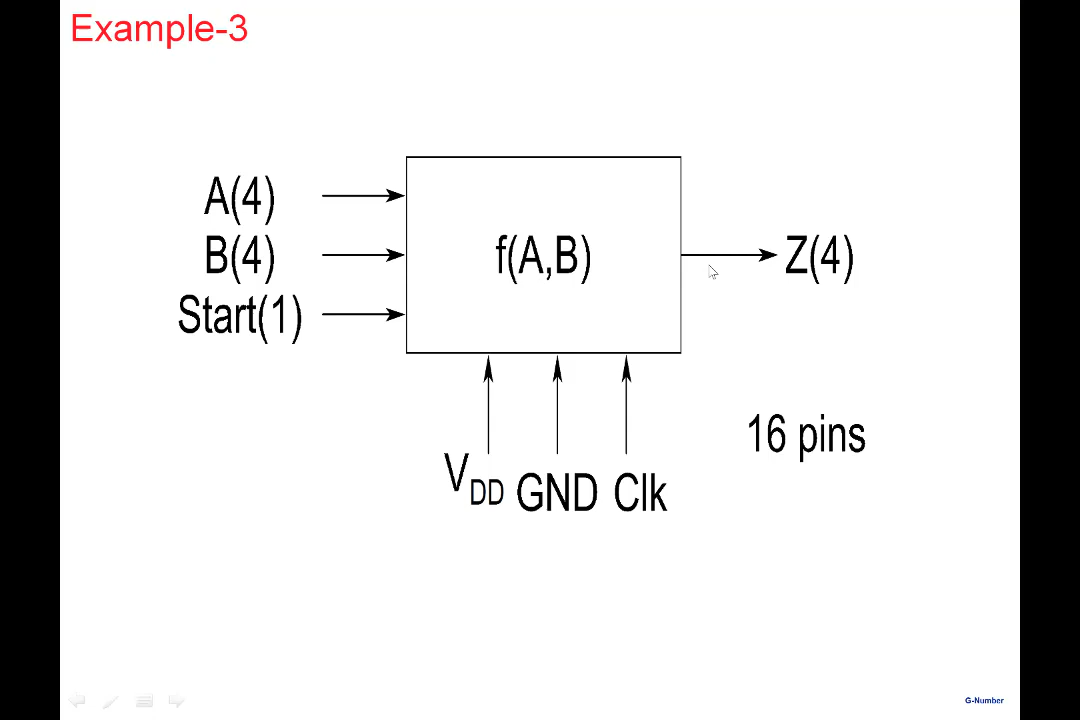 Example-3
A(4)
B(4)
Start(1)
f(A,B)
Z(4)
16 pins
VDD GND Clk
G-Number